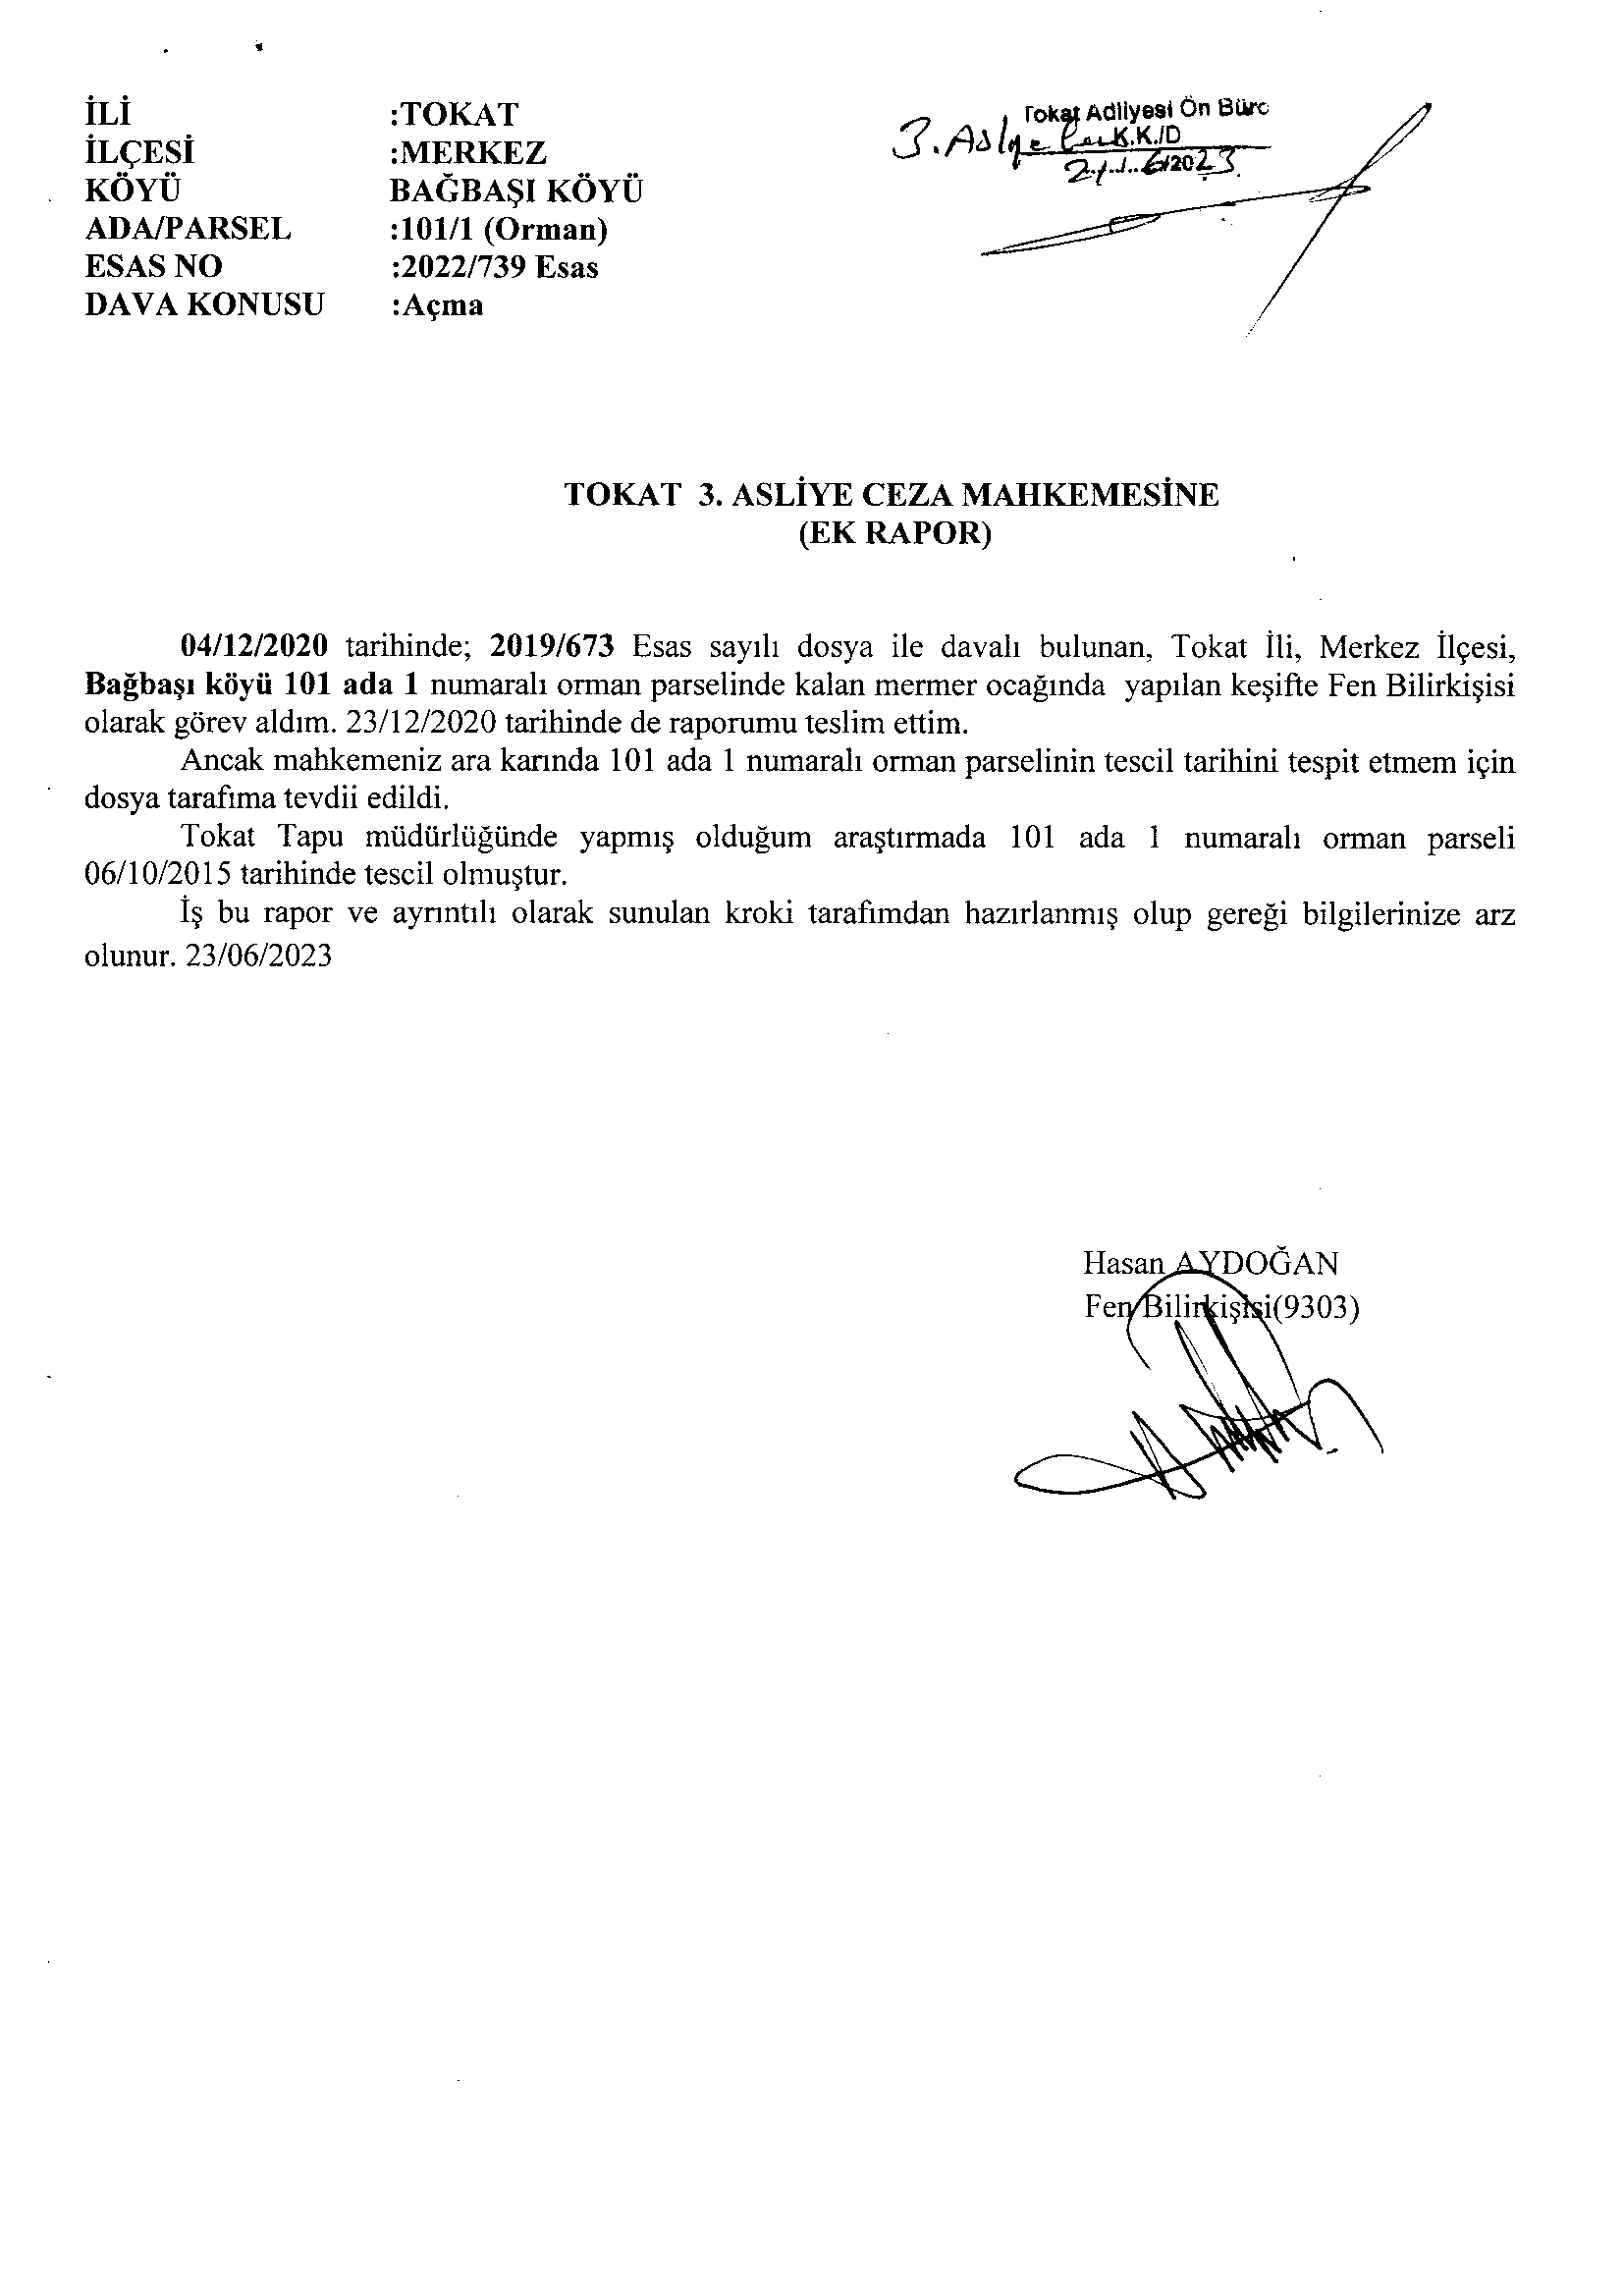 İLİ :TOKAT
İLÇESİ :MERKEZ
KÖYÜ BAĞBAŞI KÖYÜ
ADA/PARSEL :101/1 (Orman)
ESAS NO :2022/739 Esas
DAVA KONUSU :Açma
Tokat Adliyesi Ön Büro
3. Asliye Ceza K.K./D
6/2023
TOKAT 3. ASLİYE CEZA MAHKEMESİNE
(EK RAPOR)
04/12/2020 tarihinde; 2019/673 Esas sayılı dosya ile davalı bulunan, Tokat İli, Merkez İlçesi,
Bağbaşı köyü 101 ada 1 numaralı orman parselinde kalan mermer ocağında yapılan keşifte Fen Bilirkişisi
olarak görev aldım. 23/12/2020 tarihinde de raporumu teslim ettim.
Ancak mahkemeniz ara karında 101 ada 1 numaralı orman parselinin tescil tarihini tespit etmem için
dosya tarafıma tevdii edildi.
Tokat Tapu müdürlüğünde yapmış olduğum araştırmada 101 ada 1 numaralı orman parseli
06/10/2015 tarihinde tescil olmuştur.
İş bu rapor ve ayrıntılı olarak sunulan kroki tarafımdan hazırlanmış olup gereği bilgilerinize arz
olunur. 23/06/2023
Hasan AYDOĞAN
Fen Bilirkişisi(9303)